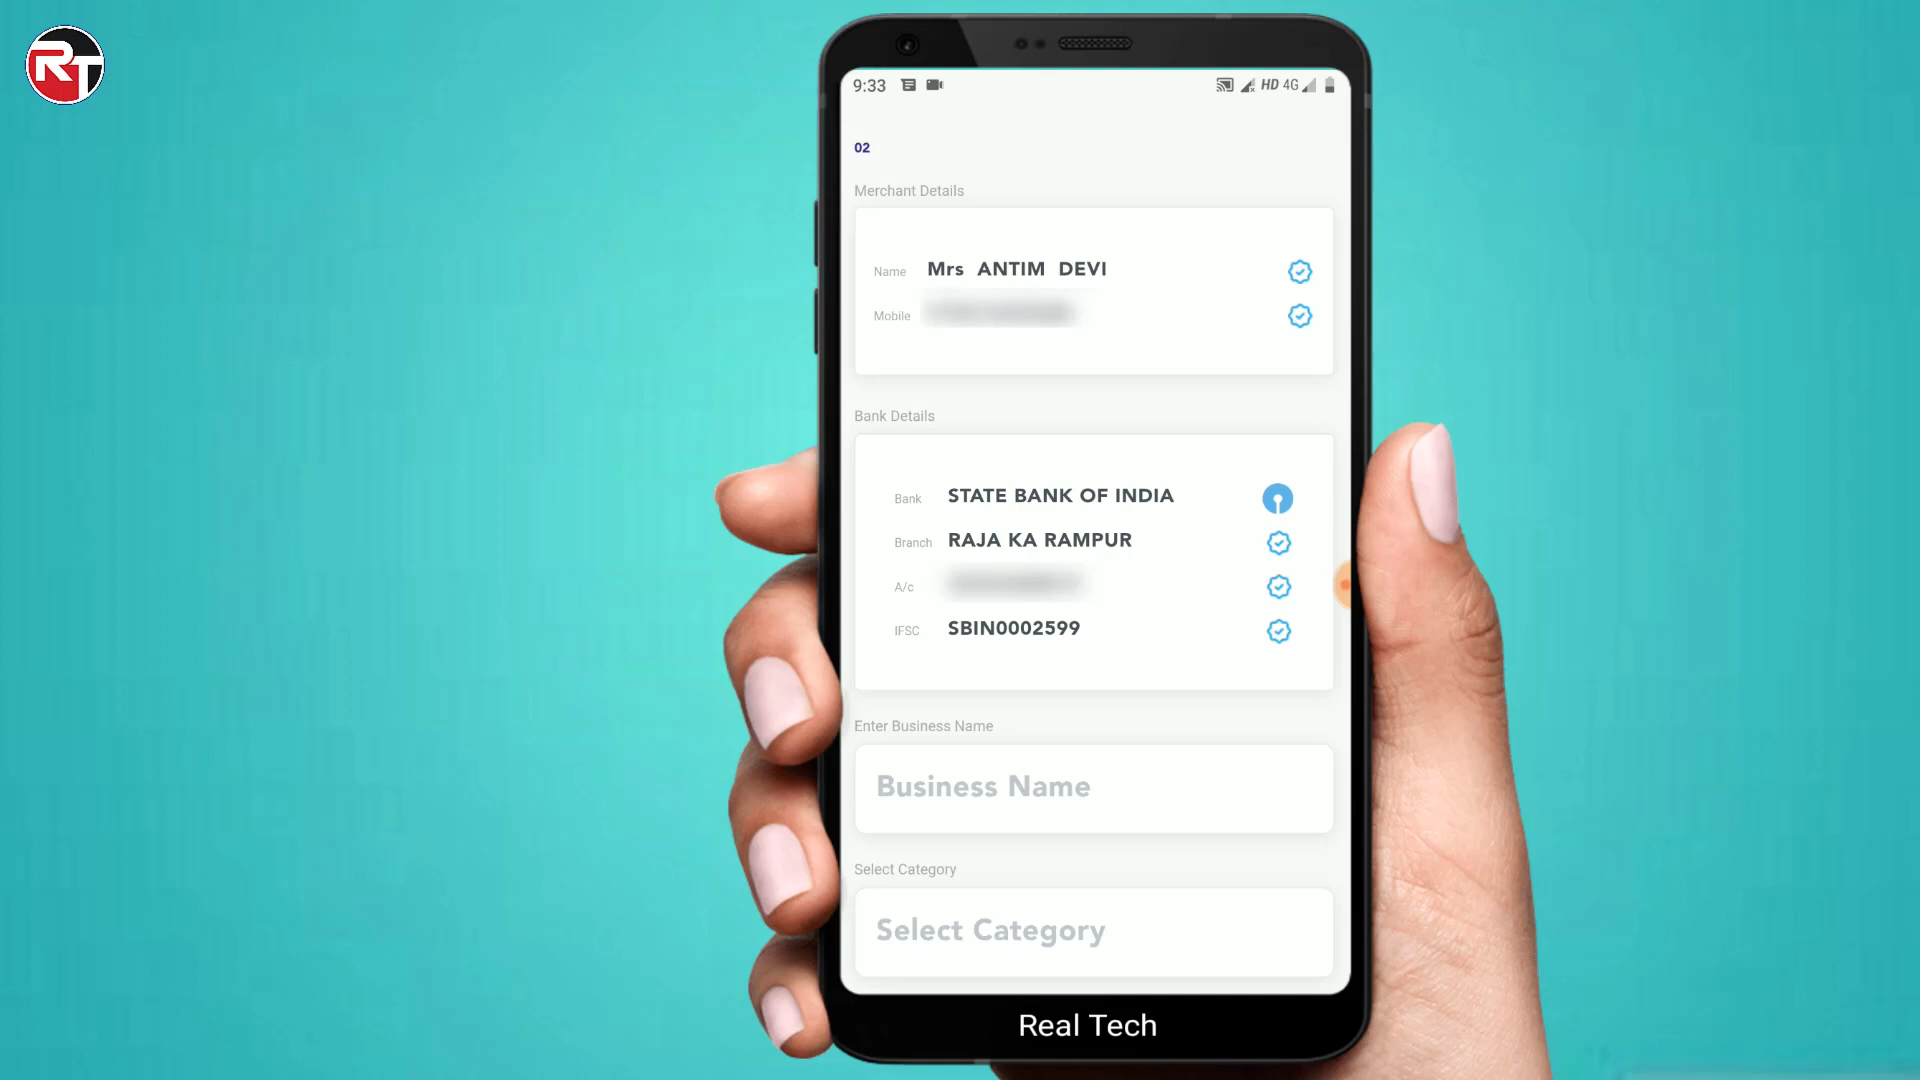 RT
9:33
HD 4G
02
Merchant Details
Name Mrs ANTIM DEVI
Mobile
Bank Details
Bank STATE BANK OF INDIA
Branch RAJA KA RAMPUR
A/c
IFSC SBIN0002599
Enter Business Name
Business Name
Select Category
Select Category
Real Tech